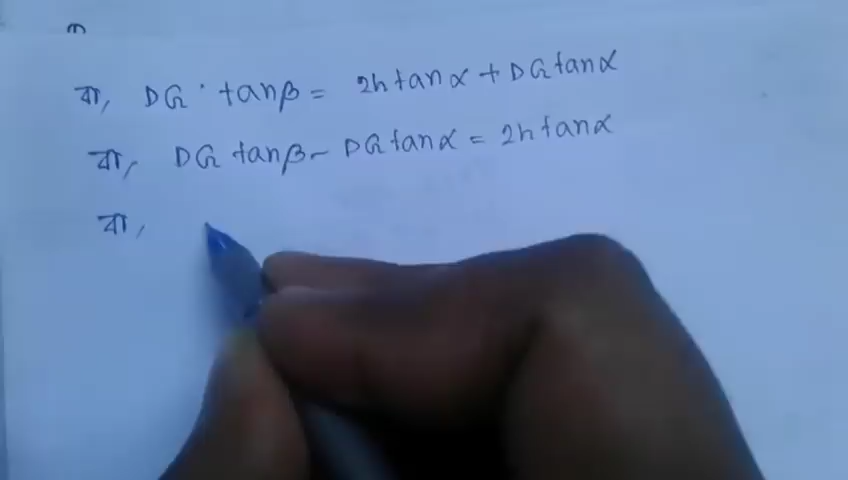 বা, DG · tanβ = 2h tanα + DG tanα
বা, DG tanβ - DG tanα = 2h tanα
বা,